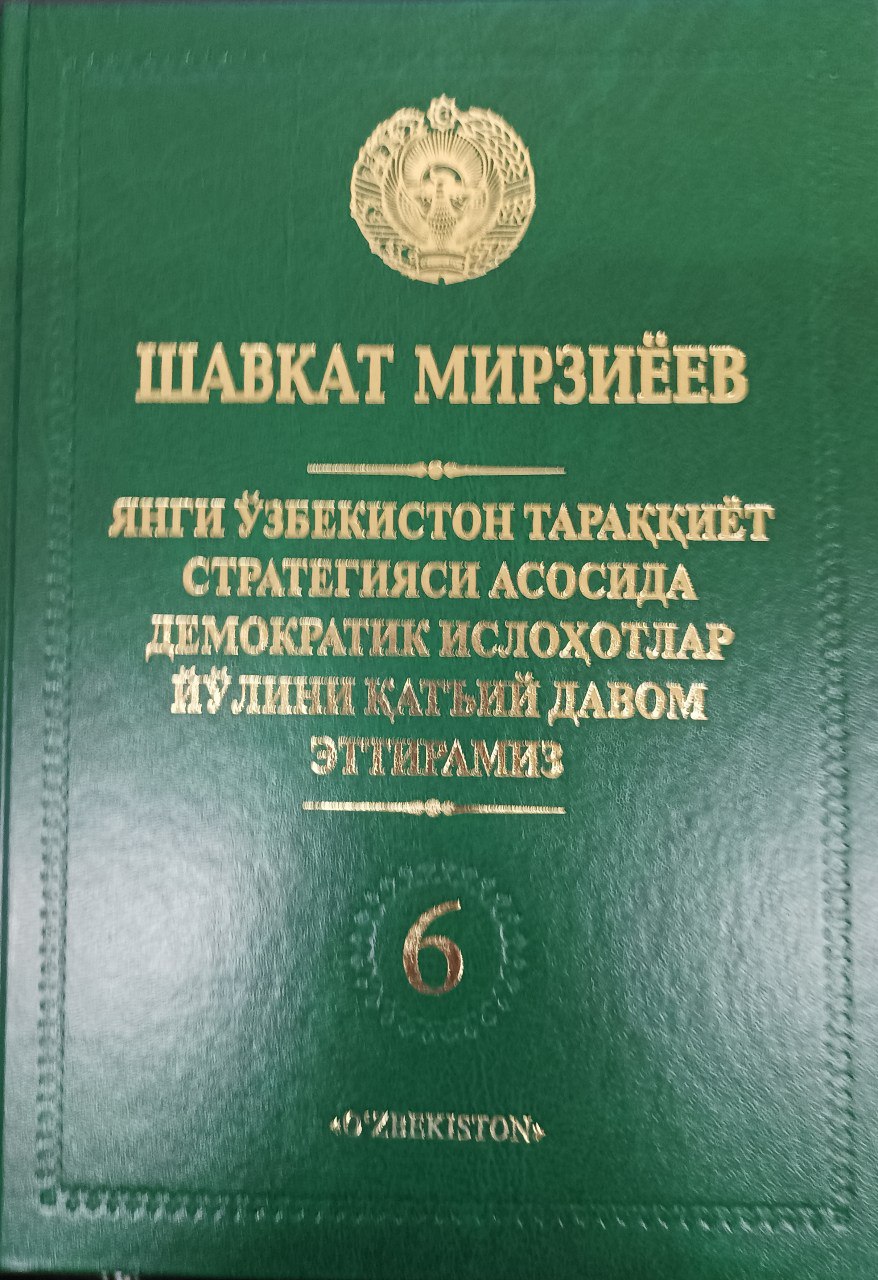 ШАВКАТ МИРЗИЁЕВ
ЯНГИ ЎЗБЕКИСТОН ТАРАҚҚИЁТ
СТРАТЕГИЯСИ АСОСИДА
ДЕМОКРАТИК ИСЛОҲОТЛАР
ЙЎЛИНИ ҚАТЪИЙ ДАВОМ
ЭТТИРАМИЗ
6
«O‘ZBEKISTON»